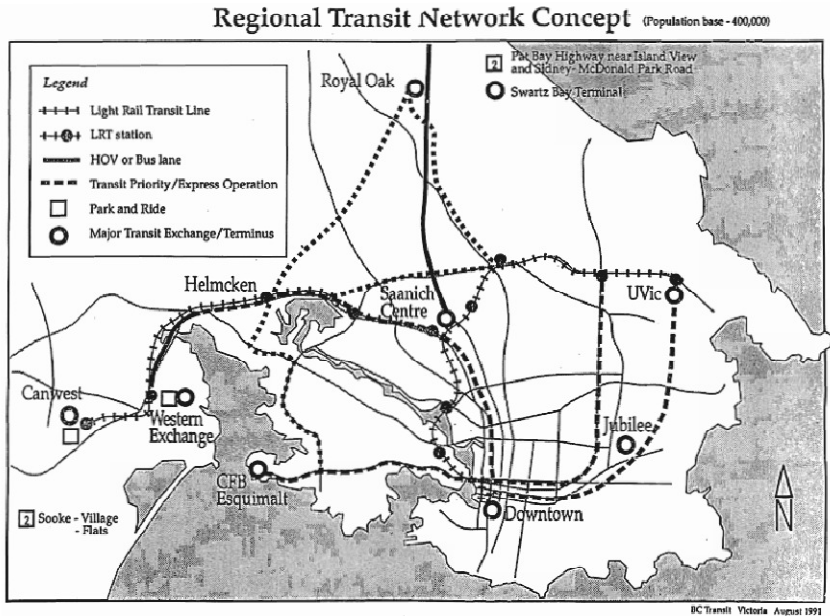 Regional Transit Network Concept (Population base - 400,000)
Legend
Light Rail Transit Line
LRT station
HOV or Bus lane
Transit Priority/Express Operation
Park and Ride
Major Transit Exchange/Terminus
Royal Oak
2 Pat Bay Highway near Island View
and Sidney- McDonald Park Road
Swartz Bay Terminal
Helmcken
Saanich
Centre
UVic
Canwest
Western
Exchange
Jubilee
CFB
Esquimalt
Downtown
N
2 Sooke - Village
- Flats
BC Transit Victoria August 1991